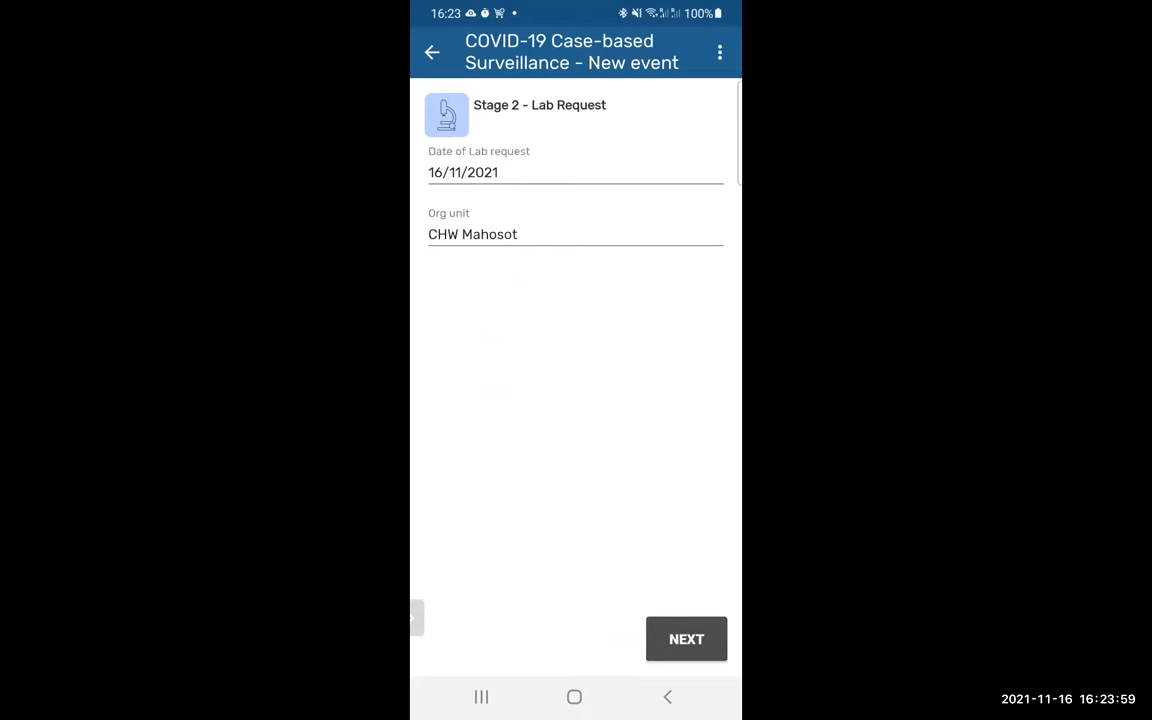 16:23
100%
COVID-19 Case-based
Surveillance - New event
Stage 2 - Lab Request
Date of Lab request
16/11/2021
Org unit
CHW Mahosot
NEXT
2021-11-16 16:23:59